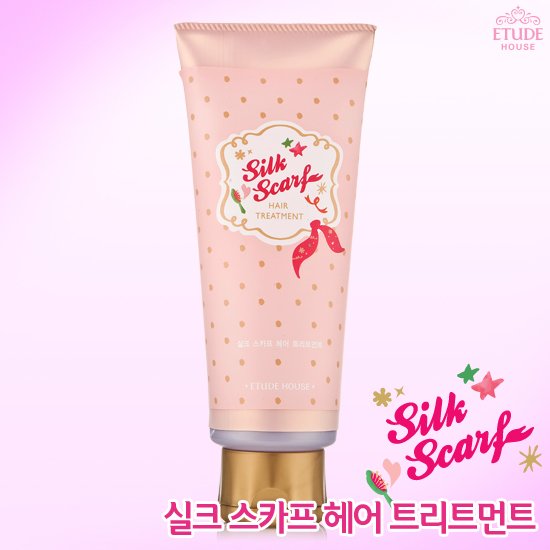 ETUDE
HOUSE
Silk
Scarf
HAIR
TREATMENT
실크 스카프 헤어 트리트먼트
• ETUDE HOUSE •
Silk
Scarf
실크 스카프 헤어 트리트먼트